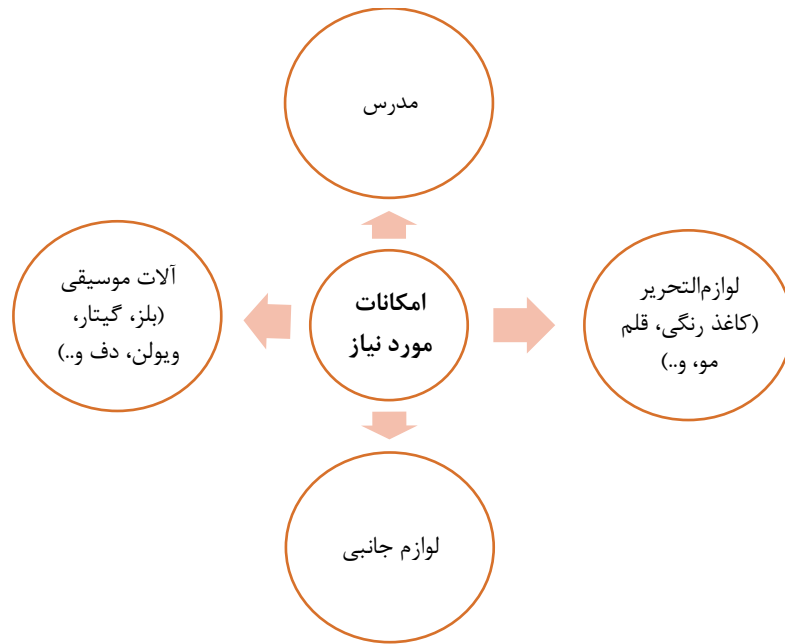 مدرس
لوازم‌التحریر
(کاغذ رنگی، قلم
مو، و..)
امکانات
مورد نیاز
آلات موسیقی
(بلز، گیتار،
ویولن، دف و..)
لوازم جانبی